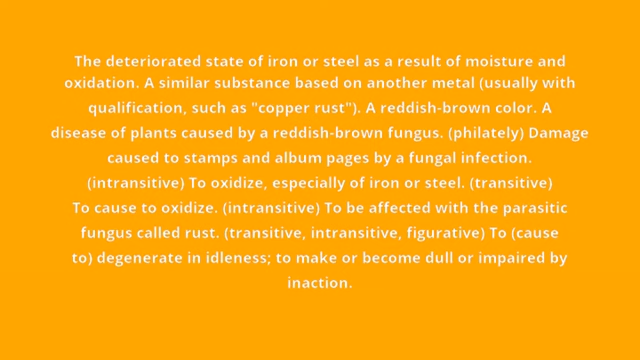 The deteriorated state of iron or steel as a result of moisture and
oxidation. A similar substance based on another metal (usually with
qualification, such as "copper rust"). A reddish-brown color. A
disease of plants caused by a reddish-brown fungus. (philately) Damage
caused to stamps and album pages by a fungal infection.
(intransitive) To oxidize, especially of iron or steel. (transitive)
To cause to oxidize. (intransitive) To be affected with the parasitic
fungus called rust. (transitive, intransitive, figurative) To (cause
to) degenerate in idleness; to make or become dull or impaired by
inaction.